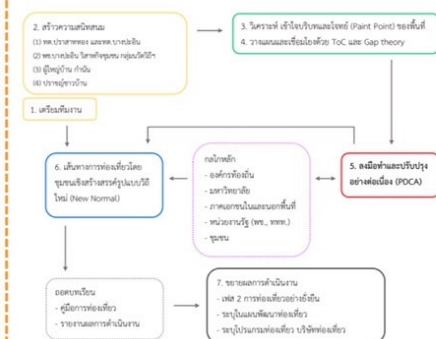 2. สร้างความสนิทสนม
(1) ทต.ปราสาททอง และทต.บางปะอิน
(2) พช.บางปะอิน วิสาหกิจชุมชน กลุ่มนวัตวิถีฯ
(3) ผู้ใหญ่บ้าน กำนัน
(4) ปราชญ์ชาวบ้าน
3. วิเคราะห์ เข้าใจบริบทและโจทย์ (Paint Point) ของพื้นที่
4. วางแผนและเชื่อมโยงด้วย ToC และ Gap theory
1. เตรียมทีมงาน
6. เส้นทางการท่องเที่ยวโดย
ชุมชนเชิงสร้างสรรค์รูปแบบวิถี
ใหม่ (New Normal)
กลไกหลัก
- องค์กรท้องถิ่น
- มหาวิทยาลัย
- ภาคเอกชนในและนอกพื้นที่
- หน่วยงานรัฐ (พช., ททท.)
- ชุมชน
5. ลงมือทำและปรับปรุง
อย่างต่อเนื่อง (PDCA)
ถอดบทเรียน
- คู่มือการท่องเที่ยว
- รายงานผลการดำเนินงาน
7. ขยายผลการดำเนินงาน
- เฟส 2 การท่องเที่ยวอย่างยั่งยืน
- ระบุในแผนพัฒนาท่องเที่ยว
- ระบุโปรแกรมท่องเที่ยว บริษัทท่องเที่ยว